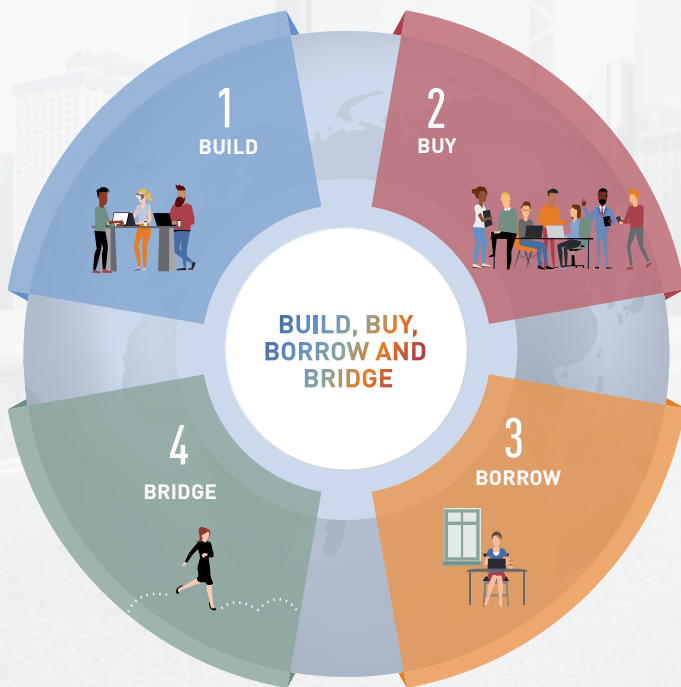 1
BUILD
2
BUY
BUILD, BUY,
BORROW AND
BRIDGE
4
BRIDGE
3
BORROW